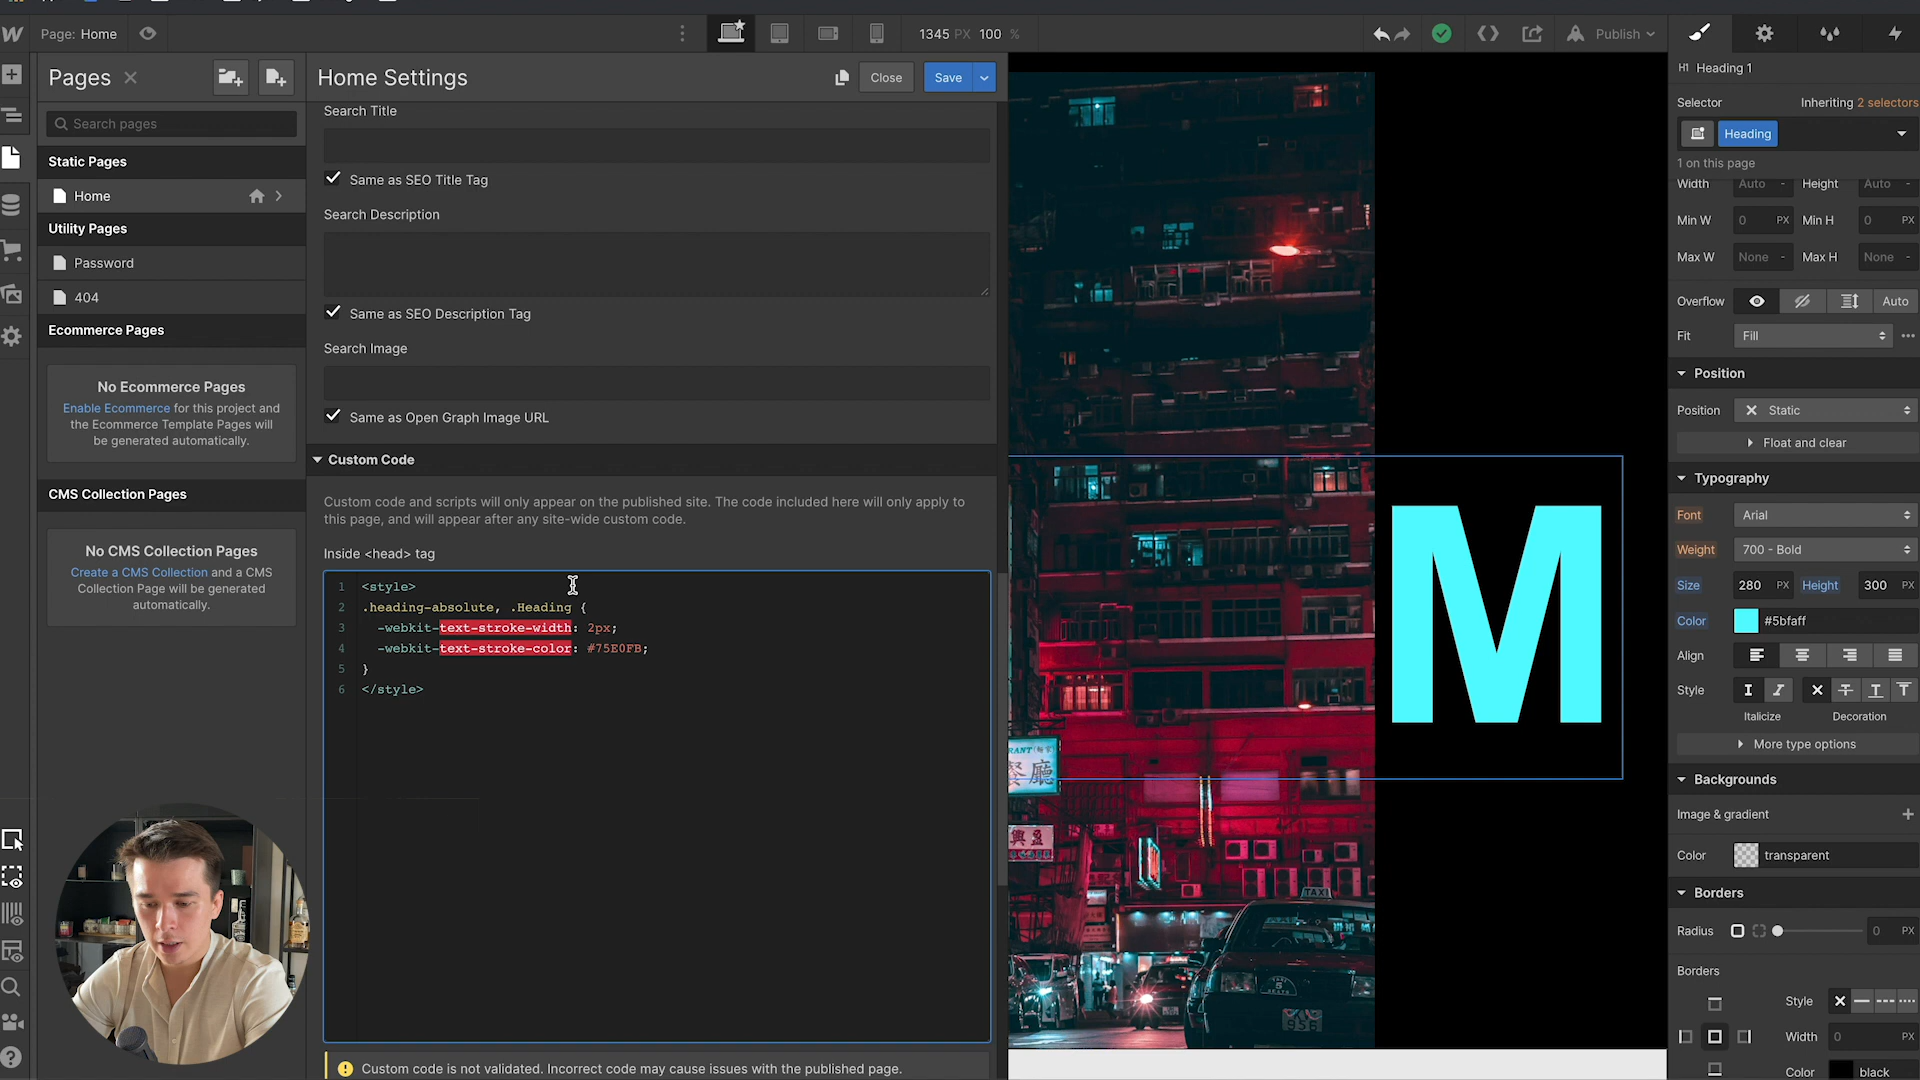 Page: Home
1345 PX 100 %
Publish
Pages
Home Settings
Close
Save
H1 Heading 1
Search pages
Search Title
Selector
Inheriting 2 selectors
Heading
Static Pages
1 on this page
Same as SEO Title Tag
Width Auto - Height Auto -
Home
Search Description
Min W 0 PX Min H 0 PX
Utility Pages
Max W None - Max H None -
Password
404
Same as SEO Description Tag
Overflow Auto
Ecommerce Pages
Search Image
Fit Fill
No Ecommerce Pages
Enable Ecommerce for this project and
the Ecommerce Template Pages will
be generated automatically.
Same as Open Graph Image URL
Position
Position Static
Float and clear
Custom Code
Typography
CMS Collection Pages
Custom code and scripts will only appear on the published site. The code included here will only apply to
this page, and will appear after any site-wide custom code.
Font Arial
No CMS Collection Pages
Create a CMS Collection and a CMS
Collection Page will be generated
automatically.
Inside <head> tag
Weight 700 - Bold
1 <style>
2 .heading-absolute, .Heading {
3 -webkit-text-stroke-width: 2px;
4 -webkit-text-stroke-color: #75E0FB;
5 }
6 </style>
M
Size 280 PX Height 300 PX
Color #5bfaff
Align
Style
Italicize Decoration
More type options
RANT
餐廳
興盈
TAXI
Backgrounds
Image & gradient
Color transparent
Borders
Radius 0 PX
Borders
Style
Width 0 PX
Color black
Custom code is not validated. Incorrect code may cause issues with the published page.